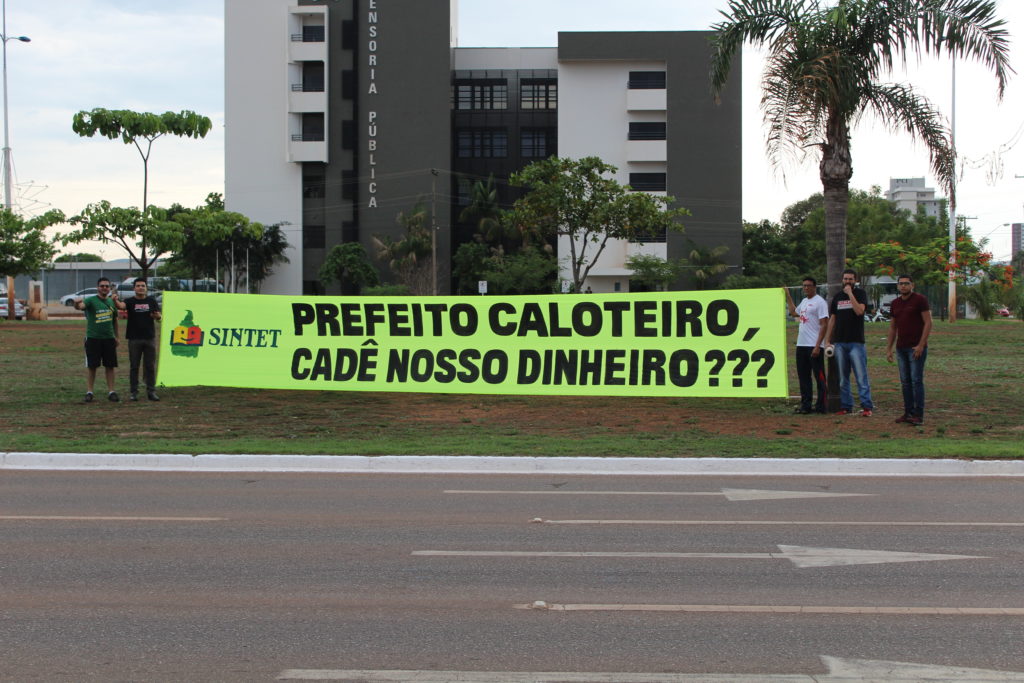 ENSORIA PÚBLICA
SINTET
PREFEITO CALOTEIRO,
CADÊ NOSSO DINHEIRO???